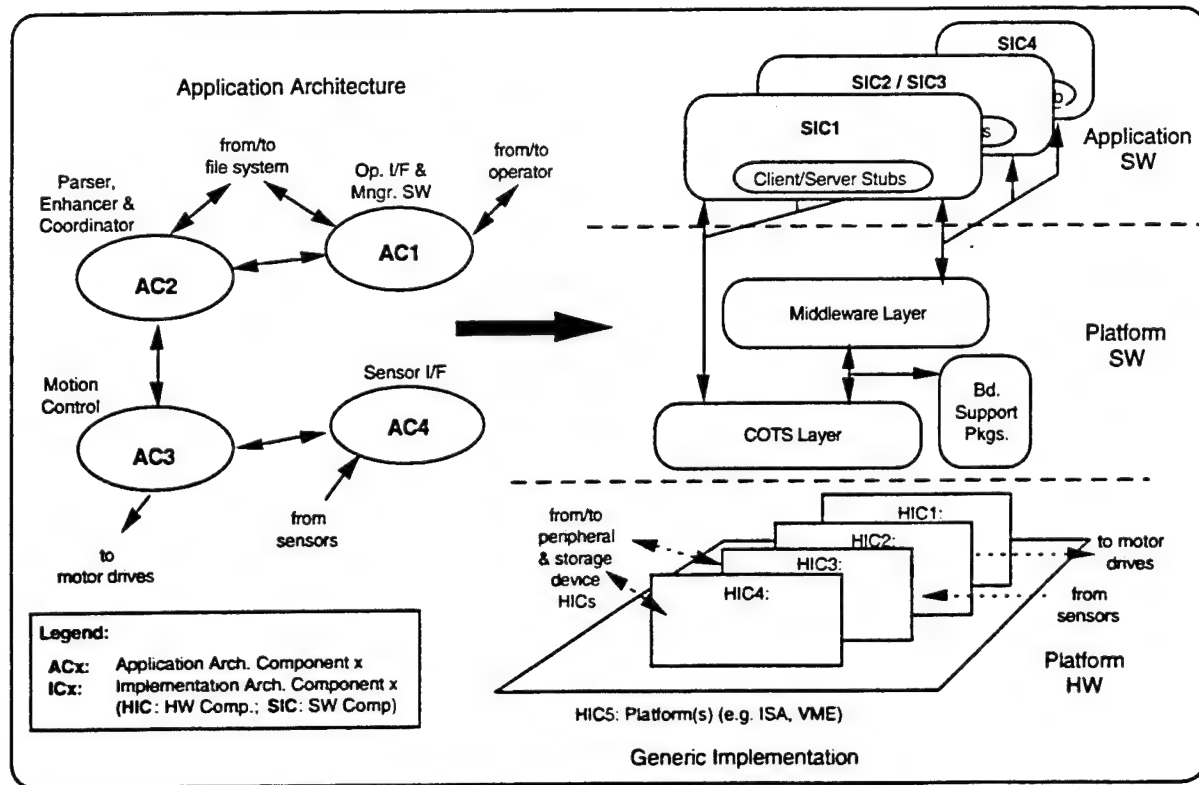 Application Architecture
from/to
file system
from/to
operator
Parser,
Enhancer &
Coordinator
Op. I/F &
Mngr. SW
AC1
AC2
Motion
Control
Sensor I/F
AC3
AC4
to
motor drives
from
sensors
Legend:
ACx: Application Arch. Component x
ICx: Implementation Arch. Component x
(HIC: HW Comp.; SIC: SW Comp)
SIC4
SIC2 / SIC3
SIC1
Client/Server Stubs
s
b
Application
SW
Middleware Layer
Platform
SW
Bd.
Support
Pkgs.
COTS Layer
from/to
peripheral
& storage
device
HICs
HIC1:
HIC2:
HIC3:
HIC4:
to motor
drives
from
sensors
Platform
HW
HIC5: Platform(s) (e.g. ISA, VME)
Generic Implementation